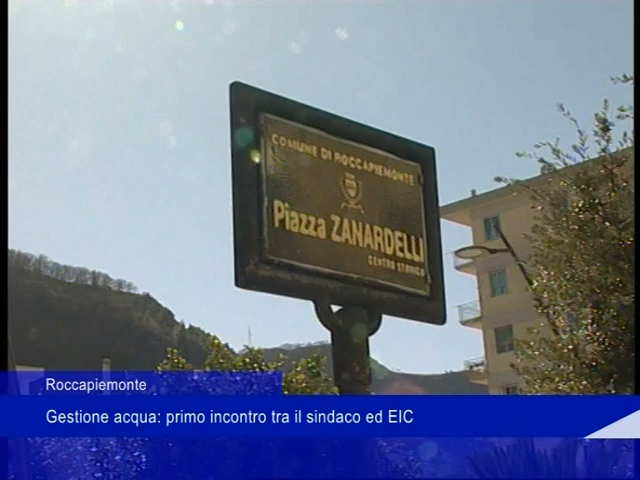 COMUNE DI ROCCAPIEMONTE
Piazza ZANARDELLI
CENTRO STORICO
Roccapiemonte
Gestione acqua: primo incontro tra il sindaco ed EIC